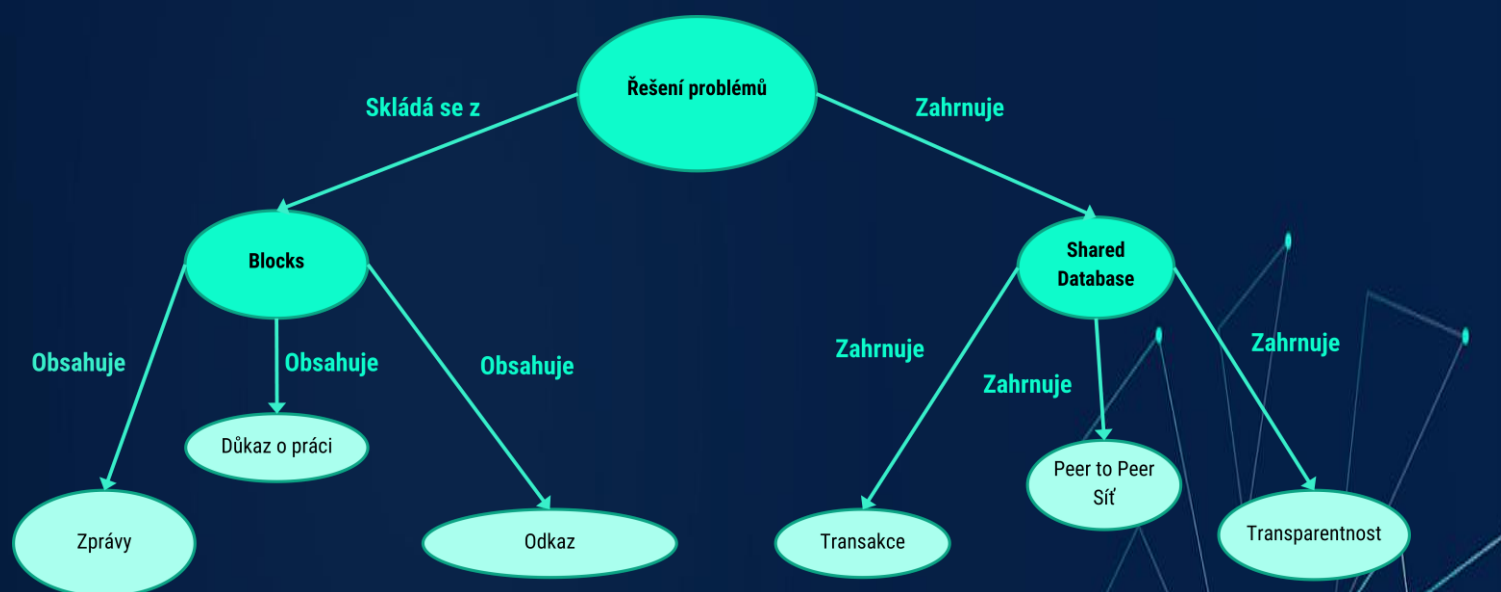 Řešení problémů
Skládá se z
Zahrnuje
Blocks
Shared
Database
Obsahuje
Obsahuje
Obsahuje
Zahrnuje
Zahrnuje
Zahrnuje
Důkaz o práci
Peer to Peer
Síť
Zprávy
Odkaz
Transakce
Transparentnost